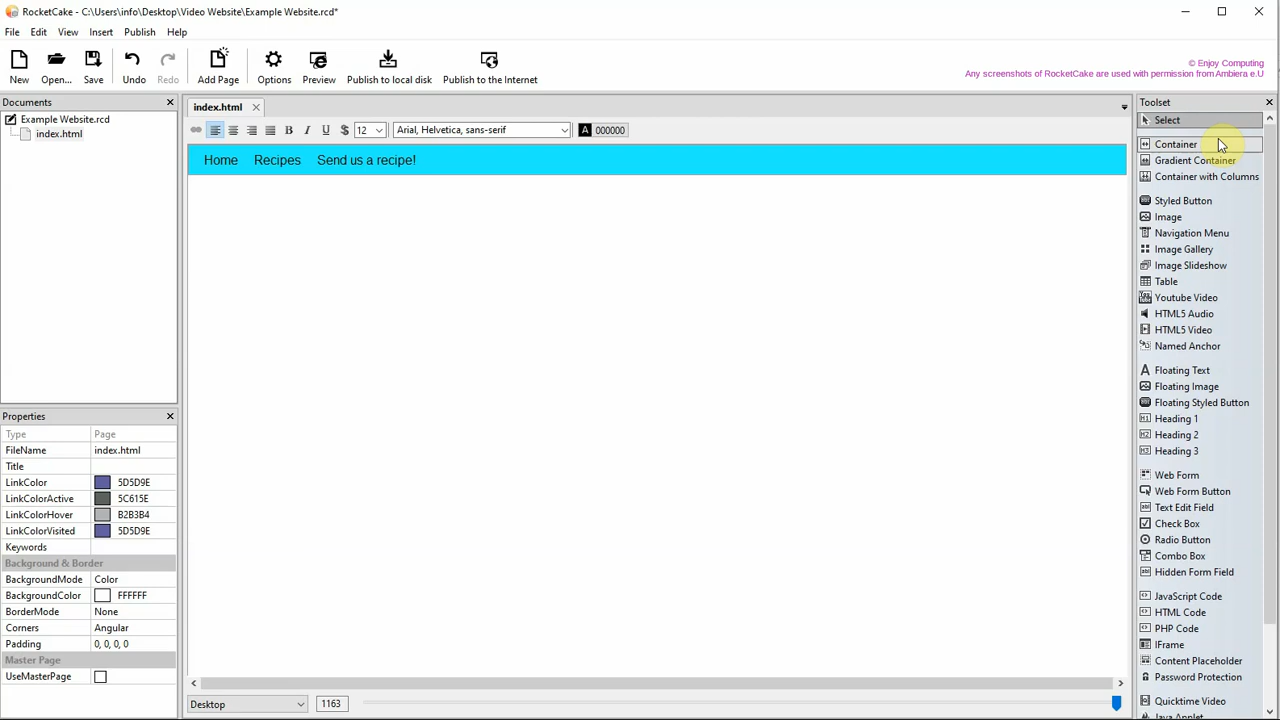 RocketCake - C:\Users\info\Desktop\Video Website\Example Website.rcd*
File Edit View Insert Publish Help
New Open... Save Undo Redo Add Page Options Preview Publish to local disk Publish to the Internet
© Enjoy Computing
Any screenshots of RocketCake are used with permission from Ambiera e.U
Documents
Example Website.rcd
index.html
index.html
12 Arial, Helvetica, sans-serif A 000000
Home Recipes Send us a recipe!
Properties
Type Page
FileName index.html
Title
LinkColor 5D5D9E
LinkColorActive 5C615E
LinkColorHover B2B3B4
LinkColorVisited 5D5D9E
Keywords
Background & Border
BackgroundMode Color
BackgroundColor FFFFFF
BorderMode None
Corners Angular
Padding 0, 0, 0, 0
Master Page
UseMasterPage
Desktop 1163
Toolset
Select
Container
Gradient Container
Container with Columns
Styled Button
Image
Navigation Menu
Image Gallery
Image Slideshow
Table
Youtube Video
HTML5 Audio
HTML5 Video
Named Anchor
Floating Text
Floating Image
Floating Styled Button
Heading 1
Heading 2
Heading 3
Web Form
Web Form Button
Text Edit Field
Check Box
Radio Button
Combo Box
Hidden Form Field
JavaScript Code
HTML Code
PHP Code
IFrame
Content Placeholder
Password Protection
Quicktime Video
Java Applet